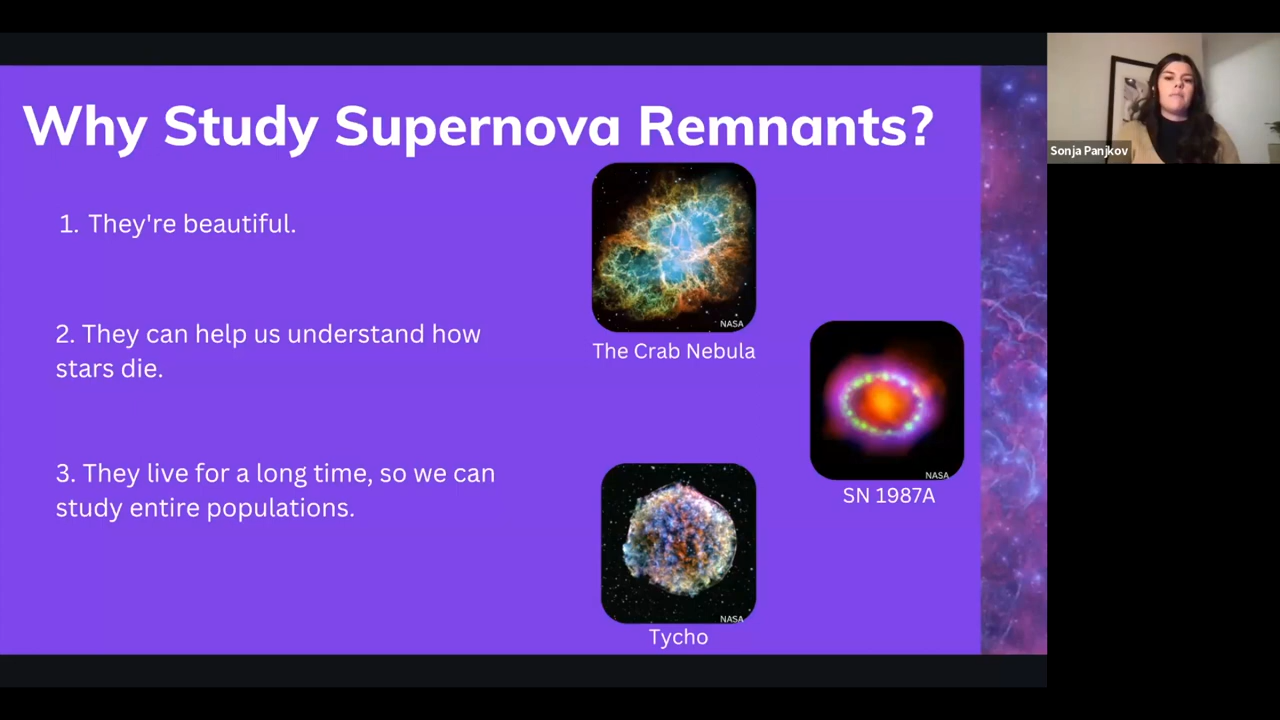 Why Study Supernova Remnants?
1. They're beautiful.
2. They can help us understand how
stars die.
3. They live for a long time, so we can
study entire populations.
NASA
The Crab Nebula
NASA
SN 1987A
NASA
Tycho
Sonja Panjkov